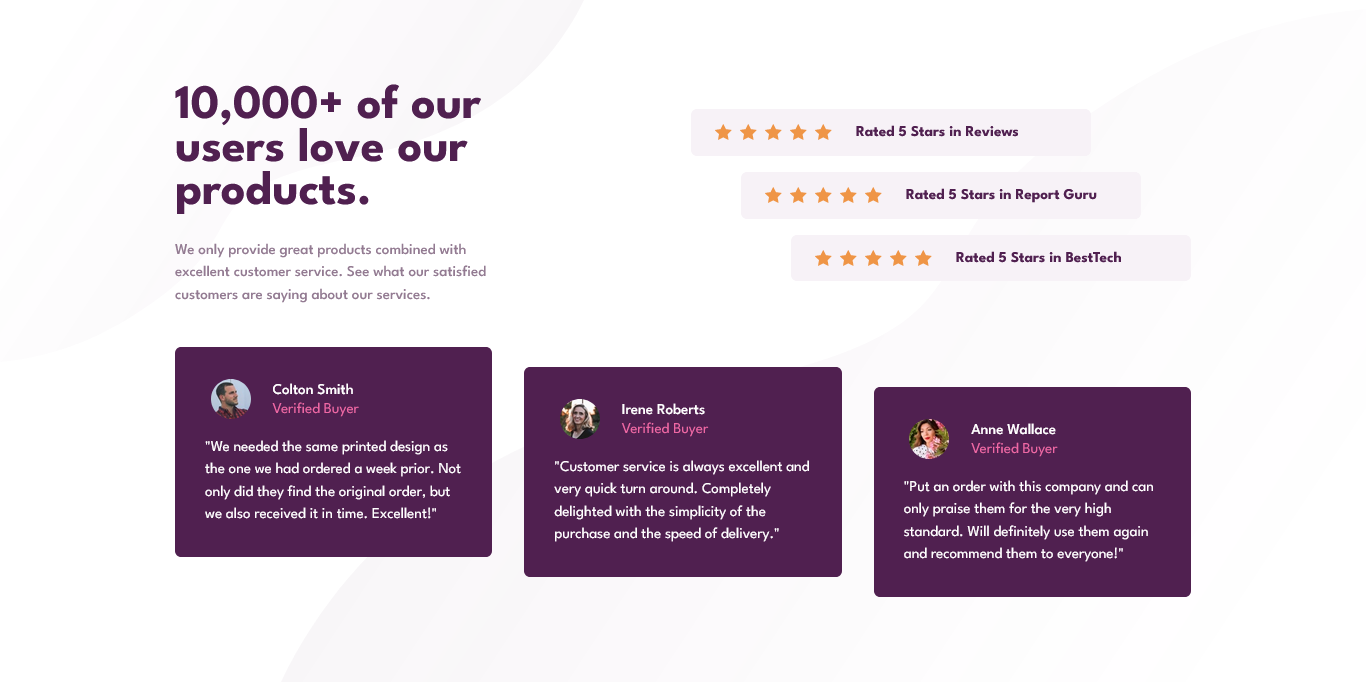 10,000+ of our
users love our
products.
We only provide great products combined with
excellent customer service. See what our satisfied
customers are saying about our services.
Rated 5 Stars in Reviews
Rated 5 Stars in Report Guru
Rated 5 Stars in BestTech
Colton Smith
Verified Buyer
"We needed the same printed design as
the one we had ordered a week prior. Not
only did they find the original order, but
we also received it in time. Excellent!"
Irene Roberts
Verified Buyer
"Customer service is always excellent and
very quick turn around. Completely
delighted with the simplicity of the
purchase and the speed of delivery."
Anne Wallace
Verified Buyer
"Put an order with this company and can
only praise them for the very high
standard. Will definitely use them again
and recommend them to everyone!"